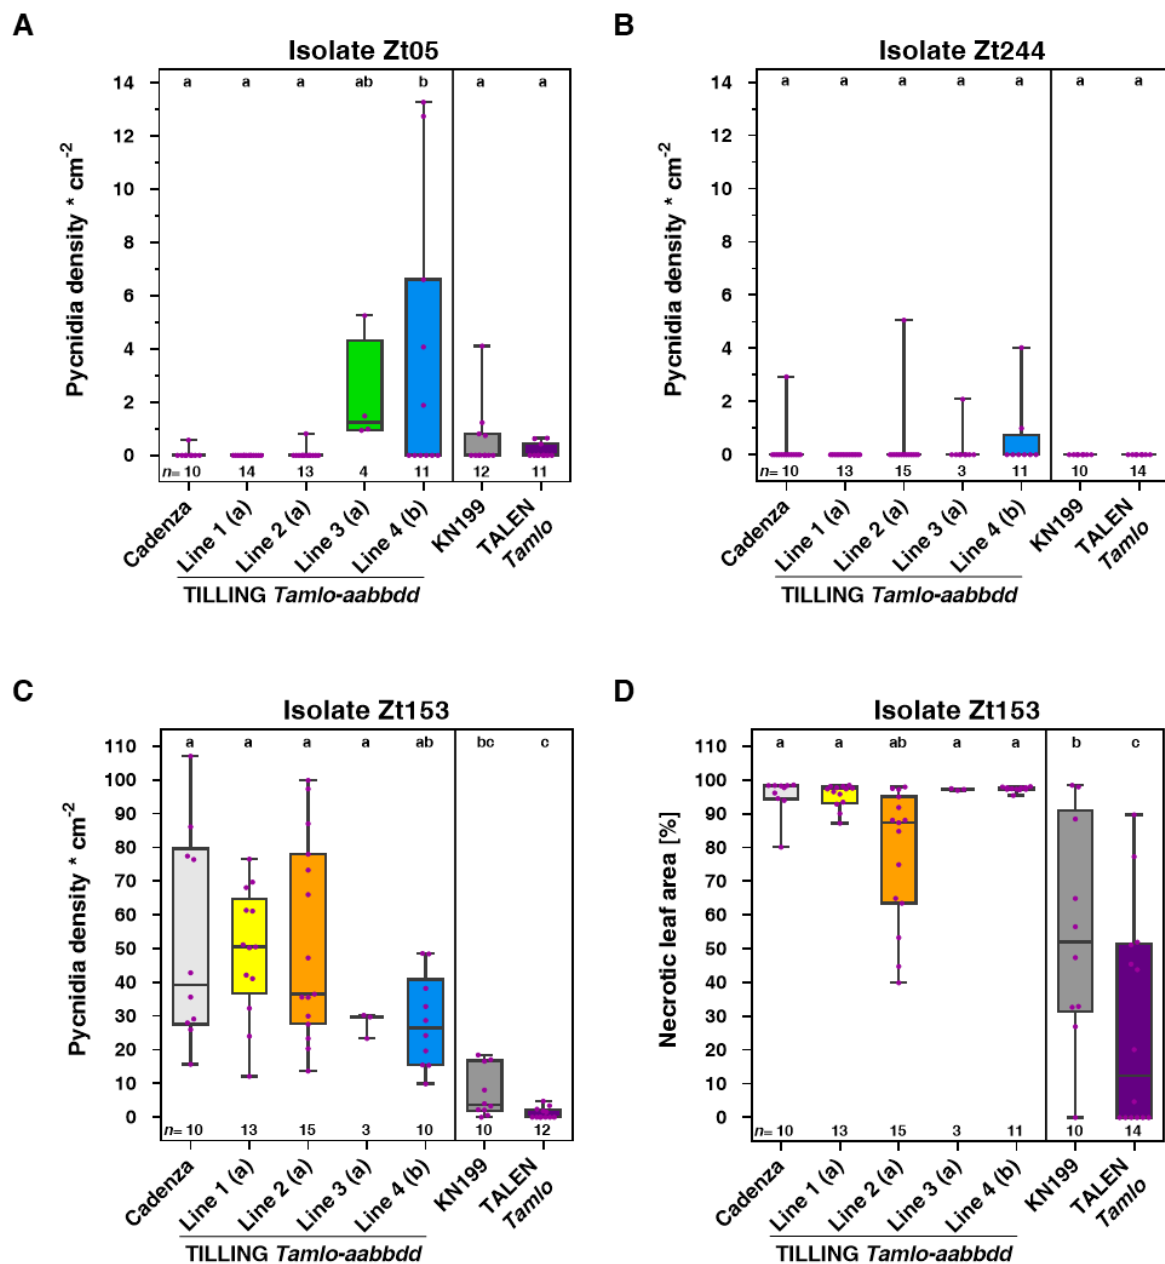 A
Isolate Zt05
a a a ab b a a
14
12
10
8
6
4
2
0
Pycnidia density * cm-2
n= 10 14 13 4 11 12 11
Cadenza
Line 1 (a)
Line 2 (a)
Line 3 (a)
Line 4 (b)
KN199
TALEN
Tamlo
TILLING Tamlo-aabbdd
B
Isolate Zt244
a a a a a a a
14
12
10
8
6
4
2
0
Pycnidia density * cm-2
n= 10 13 15 3 11 10 14
Cadenza
Line 1 (a)
Line 2 (a)
Line 3 (a)
Line 4 (b)
KN199
TALEN
Tamlo
TILLING Tamlo-aabbdd
C
Isolate Zt153
a a a a ab bc c
110
100
90
80
70
60
50
40
30
20
10
0
Pycnidia density * cm-2
n= 10 13 15 3 10 10 12
Cadenza
Line 1 (a)
Line 2 (a)
Line 3 (a)
Line 4 (b)
KN199
TALEN
Tamlo
TILLING Tamlo-aabbdd
D
Isolate Zt153
a a ab a a b c
110
100
90
80
70
60
50
40
30
20
10
0
Necrotic leaf area [%]
n= 10 13 15 3 11 10 14
Cadenza
Line 1 (a)
Line 2 (a)
Line 3 (a)
Line 4 (b)
KN199
TALEN
Tamlo
TILLING Tamlo-aabbdd